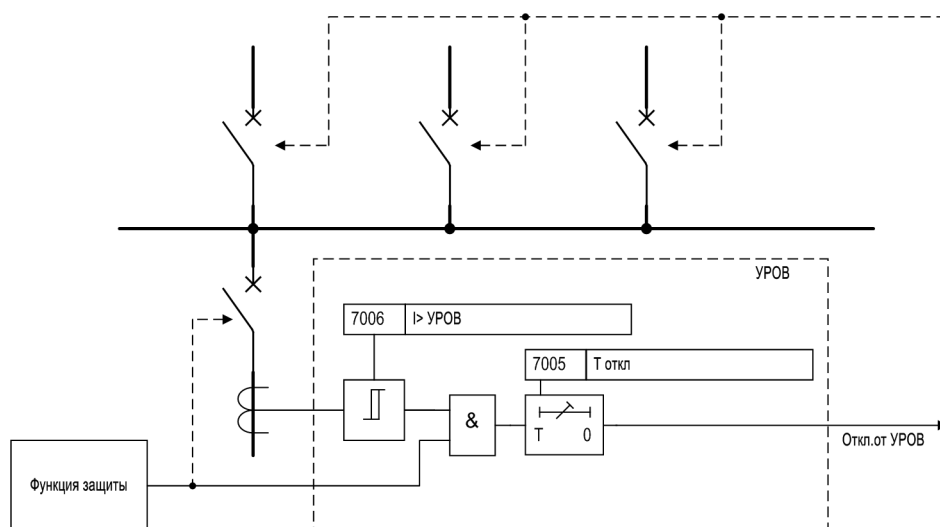 УРОВ
7006 I> УРОВ
7005 Т откл
&
T 0
Откл.от УРОВ
Функция защиты